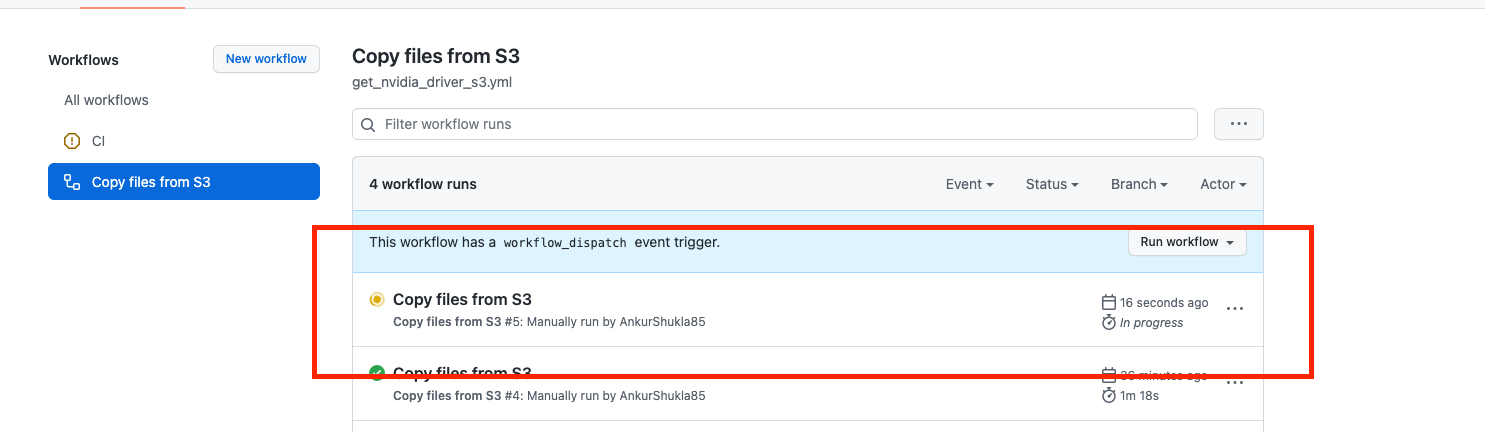 Workflows
New workflow
All workflows
CI
Copy files from S3
Copy files from S3
get_nvidia_driver_s3.yml
Filter workflow runs
4 workflow runs
Event
Status
Branch
Actor
This workflow has a workflow_dispatch event trigger.
Run workflow
Copy files from S3
Copy files from S3 #5: Manually run by AnkurShukla85
16 seconds ago
In progress
Copy files from S3
Copy files from S3 #4: Manually run by AnkurShukla85
36 minutes ago
1m 18s